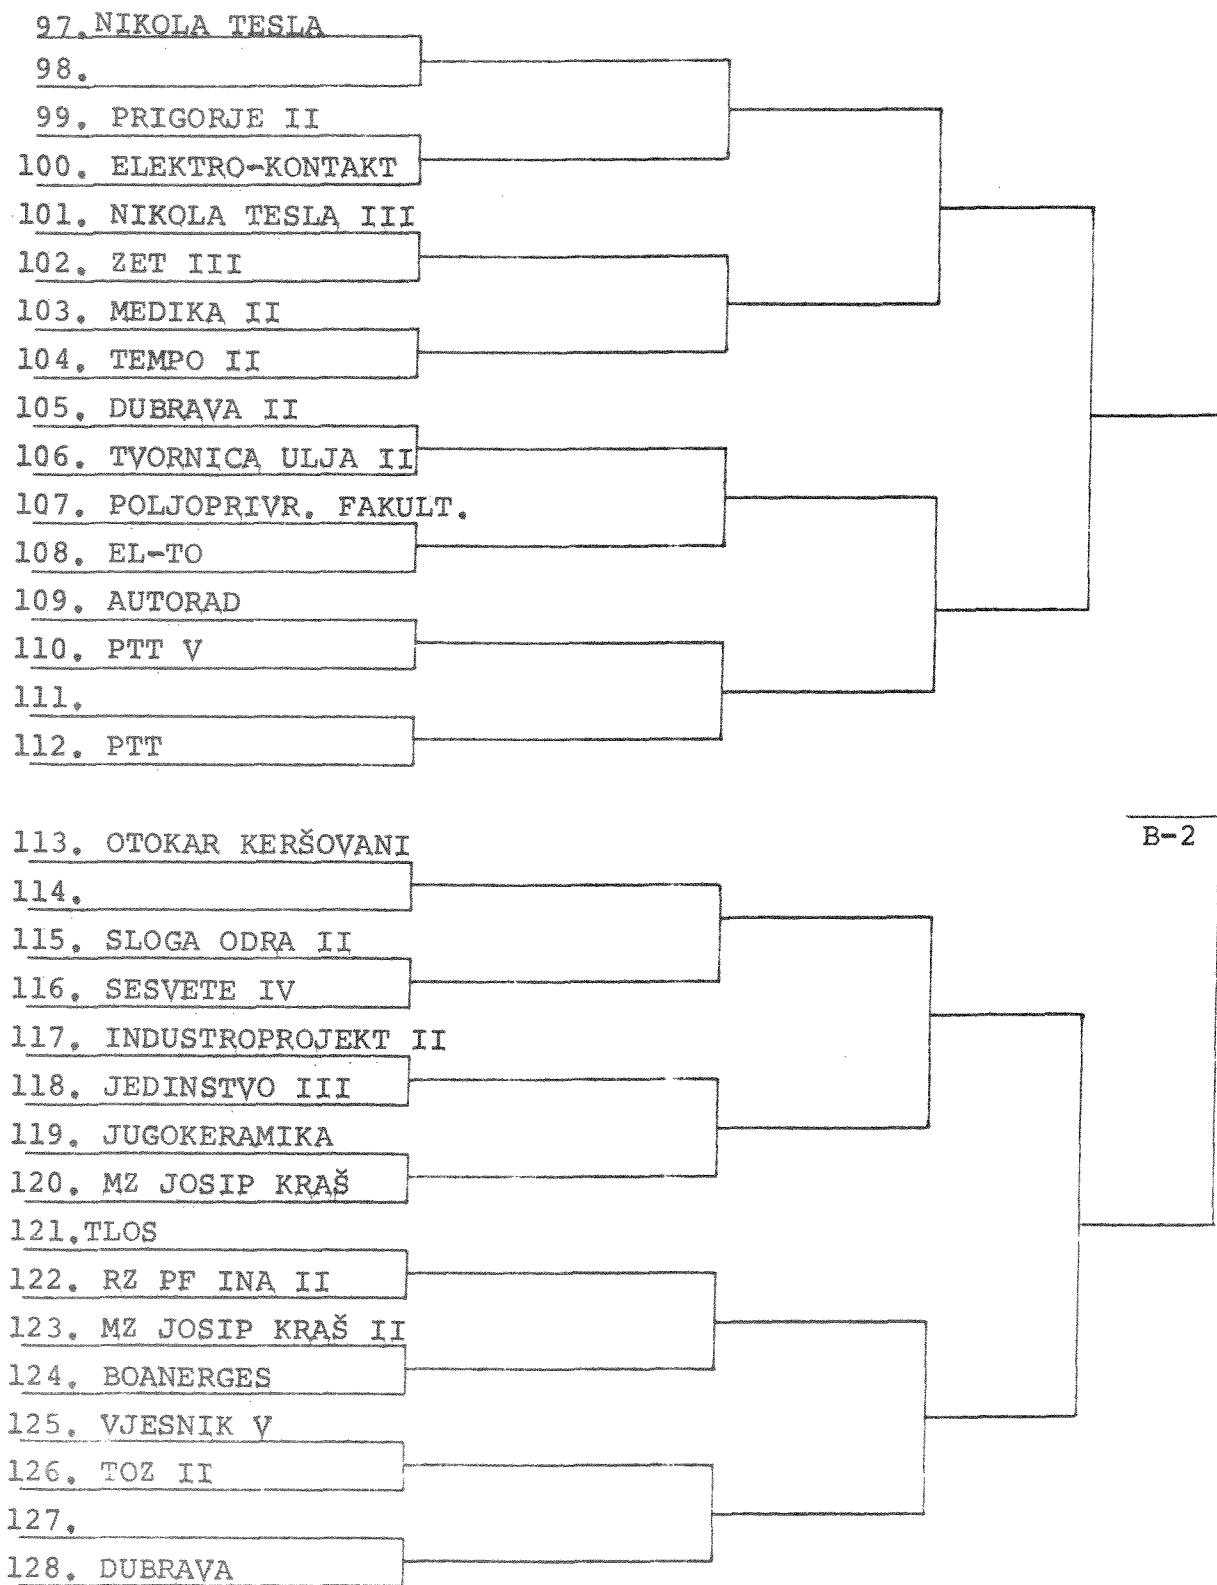 97. NIKOLA TESLA
98.
99. PRIGORJE II
100. ELEKTRO-KONTAKT
101. NIKOLA TESLA III
102. ZET III
103. MEDIKA II
104. TEMPO II
105. DUBRAVA II
106. TVORNICA ULJA II
107. POLJOPRIVR. FAKULT.
108. EL-TO
109. AUTORAD
110. PTT V
111.
112. PTT
B-2
113. OTOKAR KERŠOVANI
114.
115. SLOGA ODRA II
116. SESVETE IV
117. INDUSTROPROJEKT II
118. JEDINSTVO III
119. JUGOKERAMIKA
120. MZ JOSIP KRAŠ
121.TLOS
122. RZ PF INA II
123. MZ JOSIP KRAŠ II
124. BOANERGES
125. VJESNIK V
126. TOZ II
127.
128. DUBRAVA